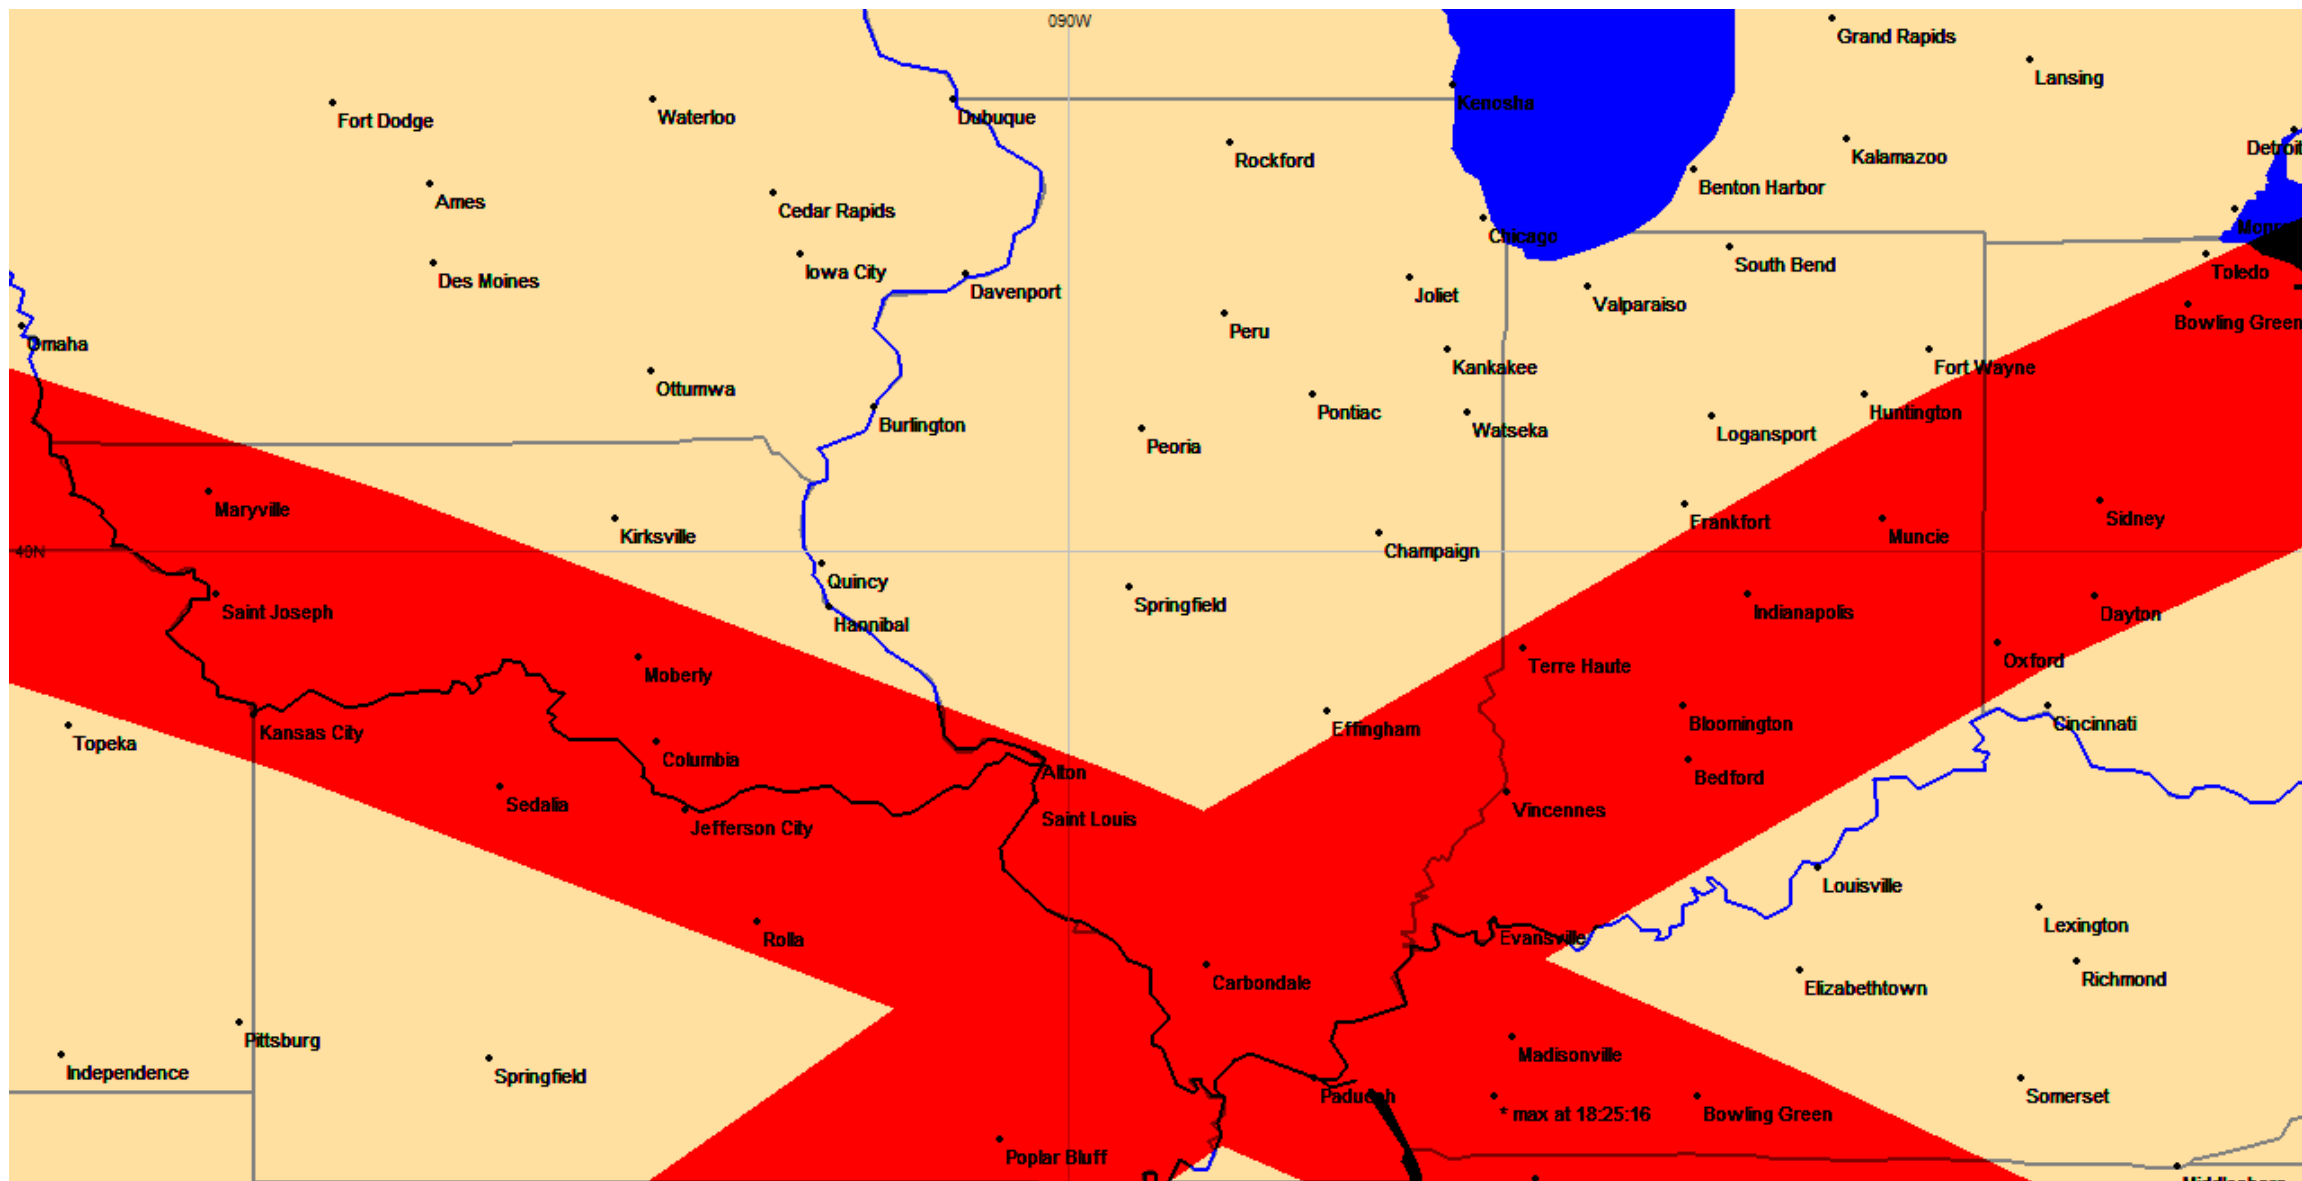 090W
Grand Rapids
Lansing
Kenosha
Fort Dodge
Waterloo
Dubuque
Rockford
Kalamazoo
Detroit
Benton Harbor
Ames
Cedar Rapids
Chicago
South Bend
Toledo
Iowa City
Des Moines
Davenport
Joliet
Valparaiso
Peru
Bowling Green
Omaha
Kankakee
Fort Wayne
Ottumwa
Pontiac
Huntington
Burlington
Watseka
Logansport
Peoria
Maryville
Kirksville
Frankfort
Sidney
Muncie
40N
Champaign
Quincy
Springfield
Saint Joseph
Indianapolis
Dayton
Hannibal
Oxford
Terre Haute
Moberly
Kansas City
Effingham
Bloomington
Cincinnati
Topeka
Columbia
Alton
Bedford
Sedalia
Vincennes
Saint Louis
Jefferson City
Louisville
Lexington
Rolla
Evansville
Carbondale
Elizabethtown
Richmond
Pittsburg
Madisonville
Independence
Springfield
Paducah
Somerset
* max at 18:25:16
Bowling Green
Poplar Bluff